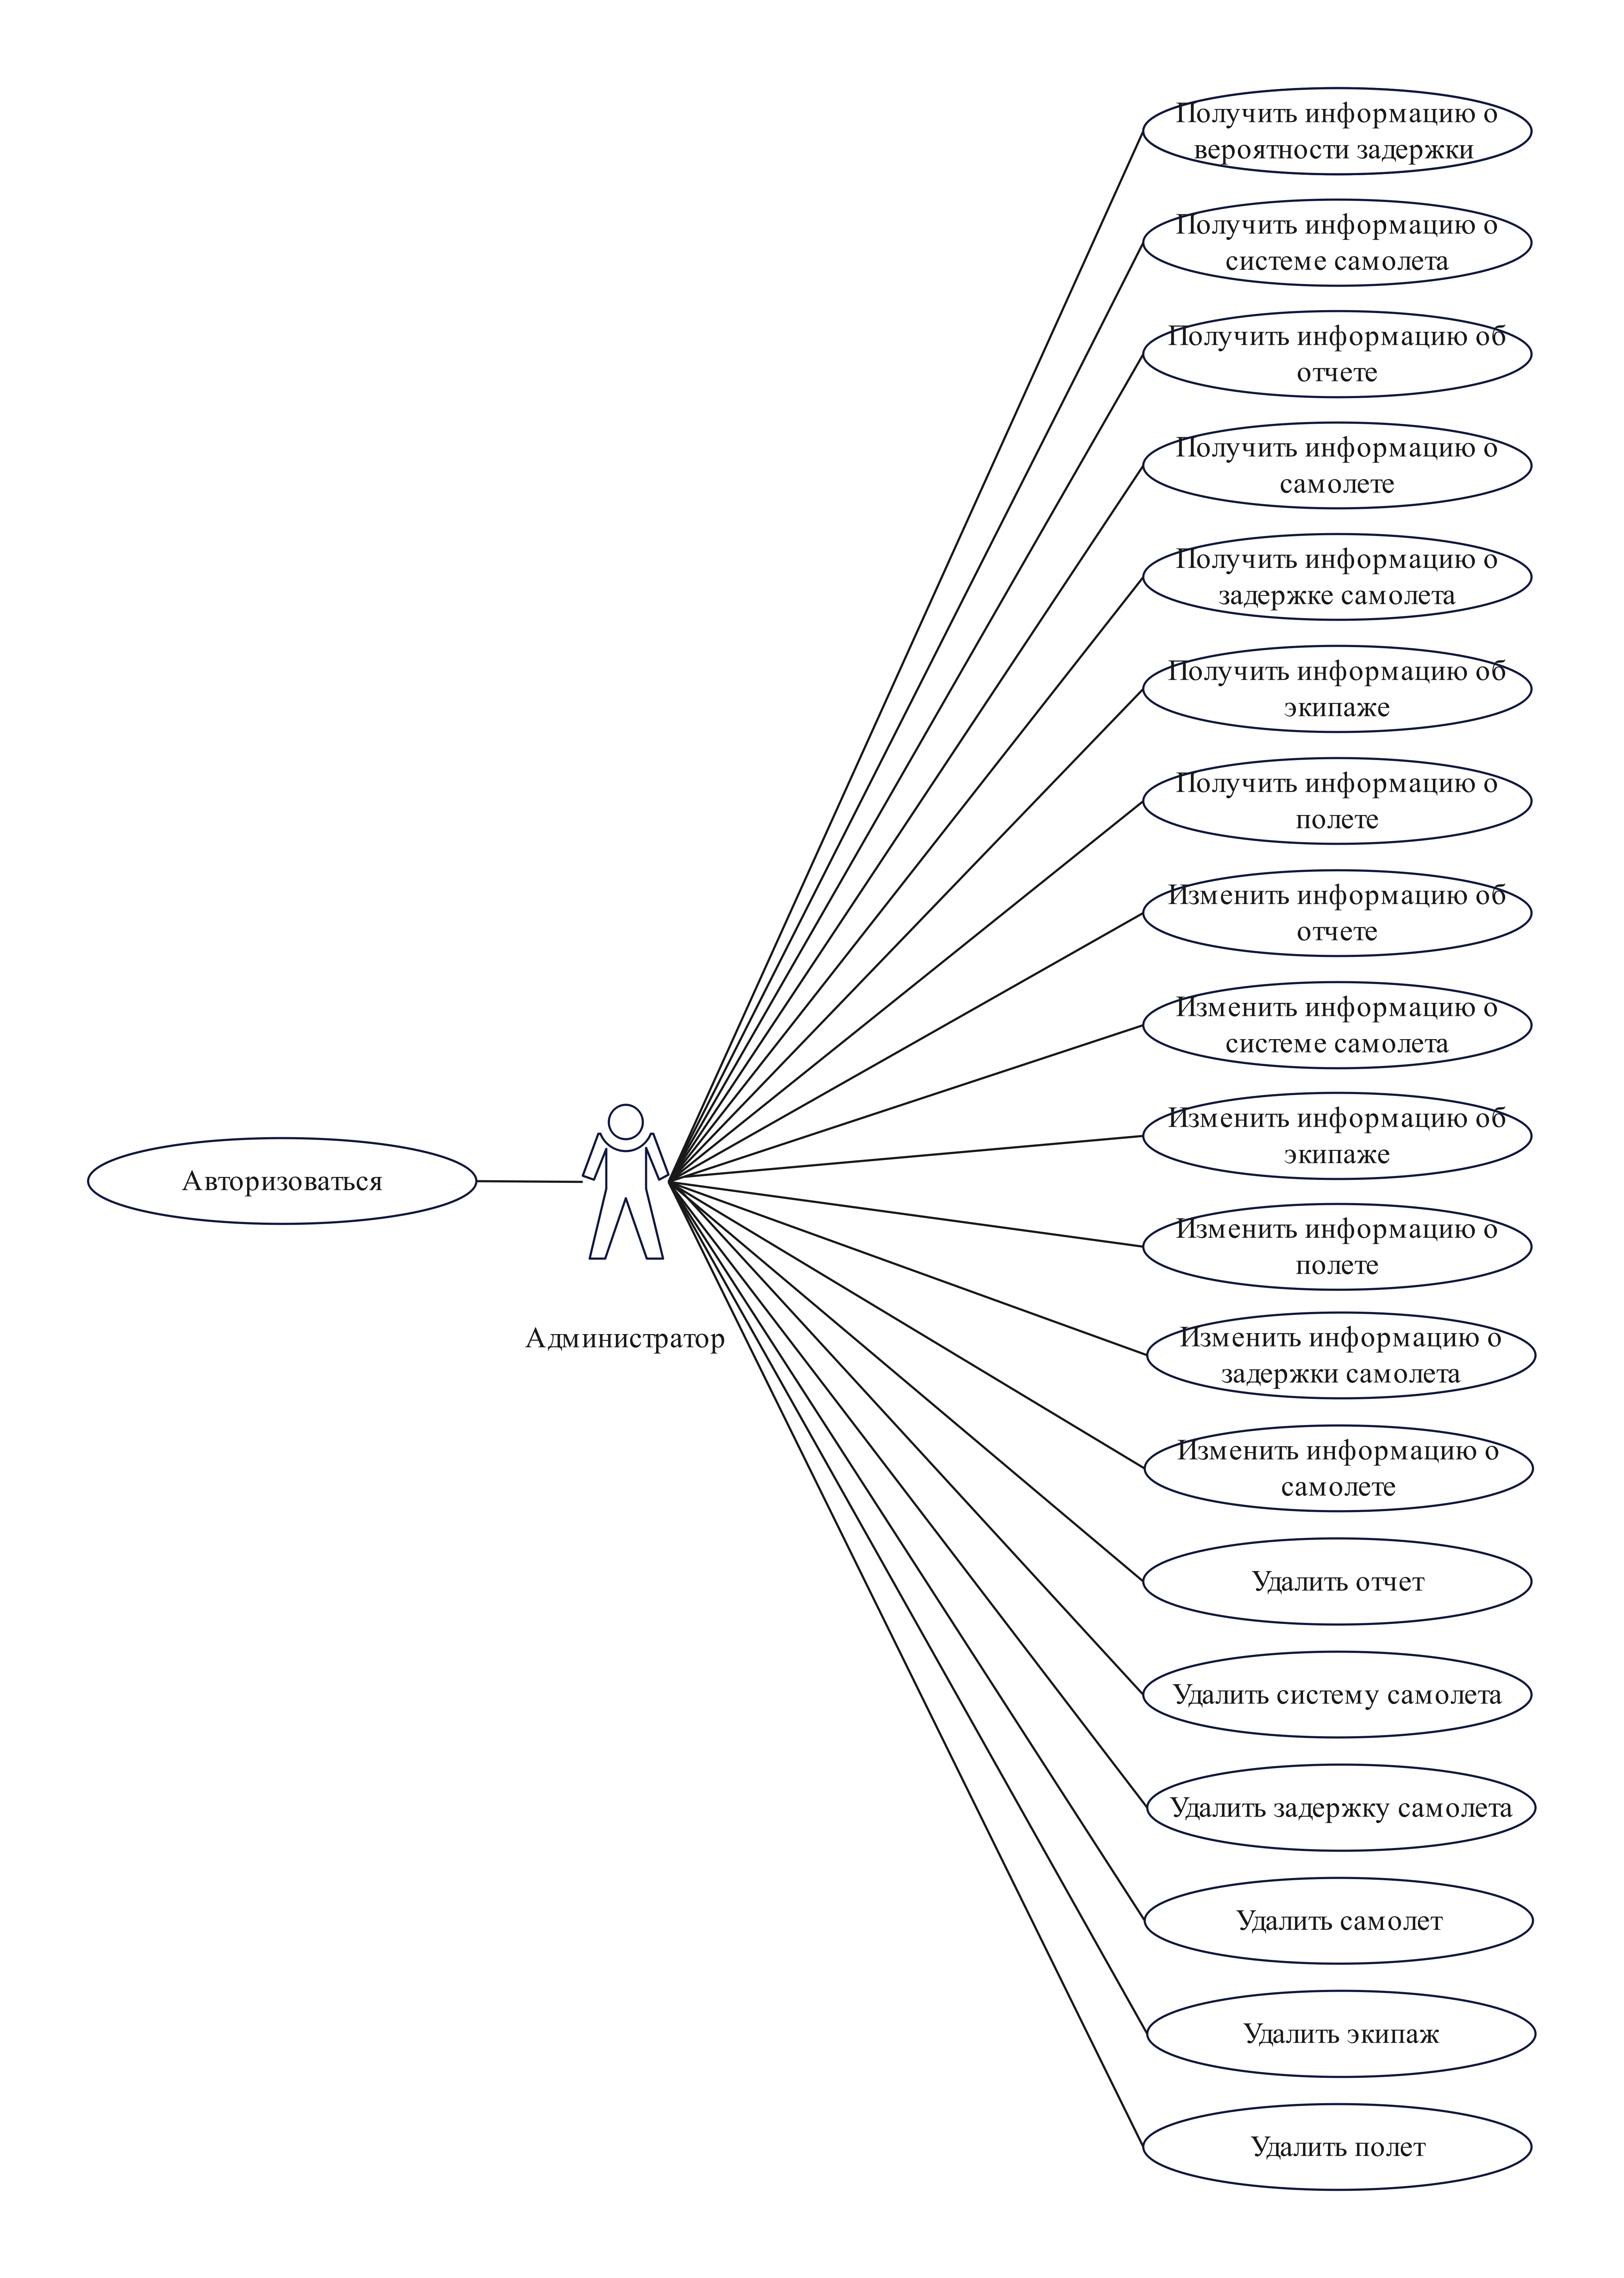 Получить информацию о
вероятности задержки
Получить информацию о
системе самолета
Получить информацию об
отчете
Получить информацию о
самолете
Получить информацию о
задержке самолета
Получить информацию об
экипаже
Получить информацию о
полете
Изменить информацию об
отчете
Изменить информацию о
системе самолета
Изменить информацию об
экипаже
Авторизоваться
Изменить информацию о
полете
Администратор
Изменить информацию о
задержки самолета
Изменить информацию о
самолете
Удалить отчет
Удалить систему самолета
Удалить задержку самолета
Удалить самолет
Удалить экипаж
Удалить полет